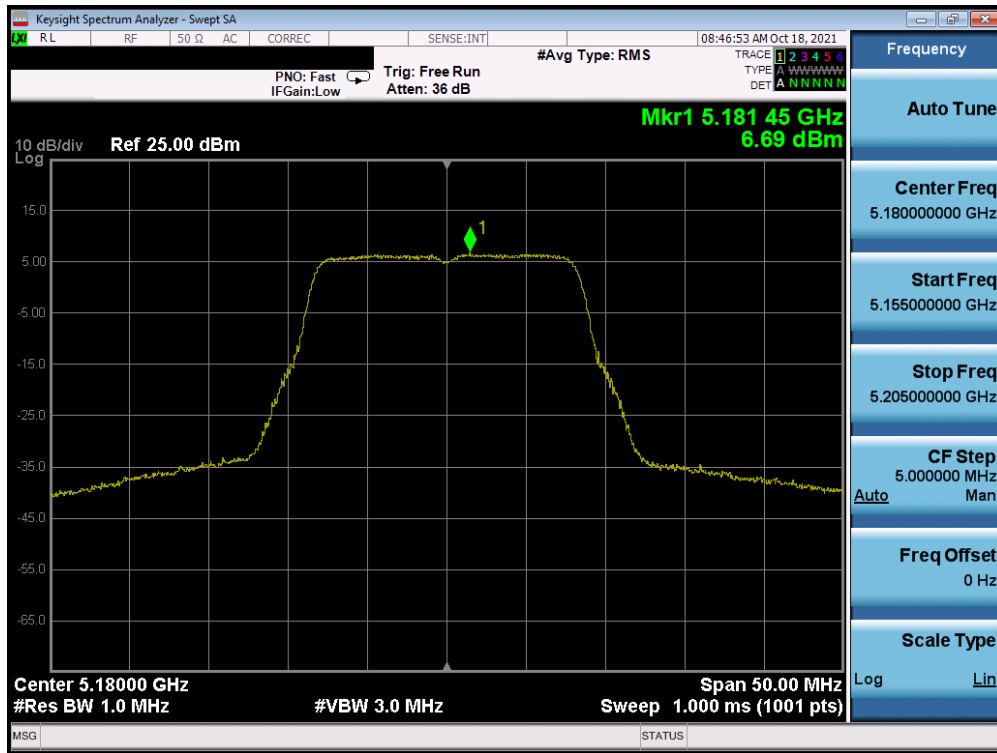 Keysight Spectrum Analyzer - Swept SA
LXI RL RF 50 Ω AC CORREC SENSE:INT 08:46:53 AM Oct 18, 2021
#Avg Type: RMS TRACE 1 2 3 4 5 6
PNO: Fast Trig: Free Run TYPE A WWWWW
IFGain:Low Atten: 36 dB DET A N N N N N
Mkr1 5.181 45 GHz
6.69 dBm
10 dB/div Ref 25.00 dBm
Log
15.0
1
5.00
-5.00
-15.0
-25.0
-35.0
-45.0
-55.0
-65.0
Center 5.18000 GHz Span 50.00 MHz
#Res BW 1.0 MHz #VBW 3.0 MHz Sweep 1.000 ms (1001 pts)
MSG STATUS
Frequency
Auto Tune
Center Freq
5.180000000 GHz
Start Freq
5.155000000 GHz
Stop Freq
5.205000000 GHz
CF Step
5.000000 MHz
Auto Man
Freq Offset
0 Hz
Scale Type
Log Lin